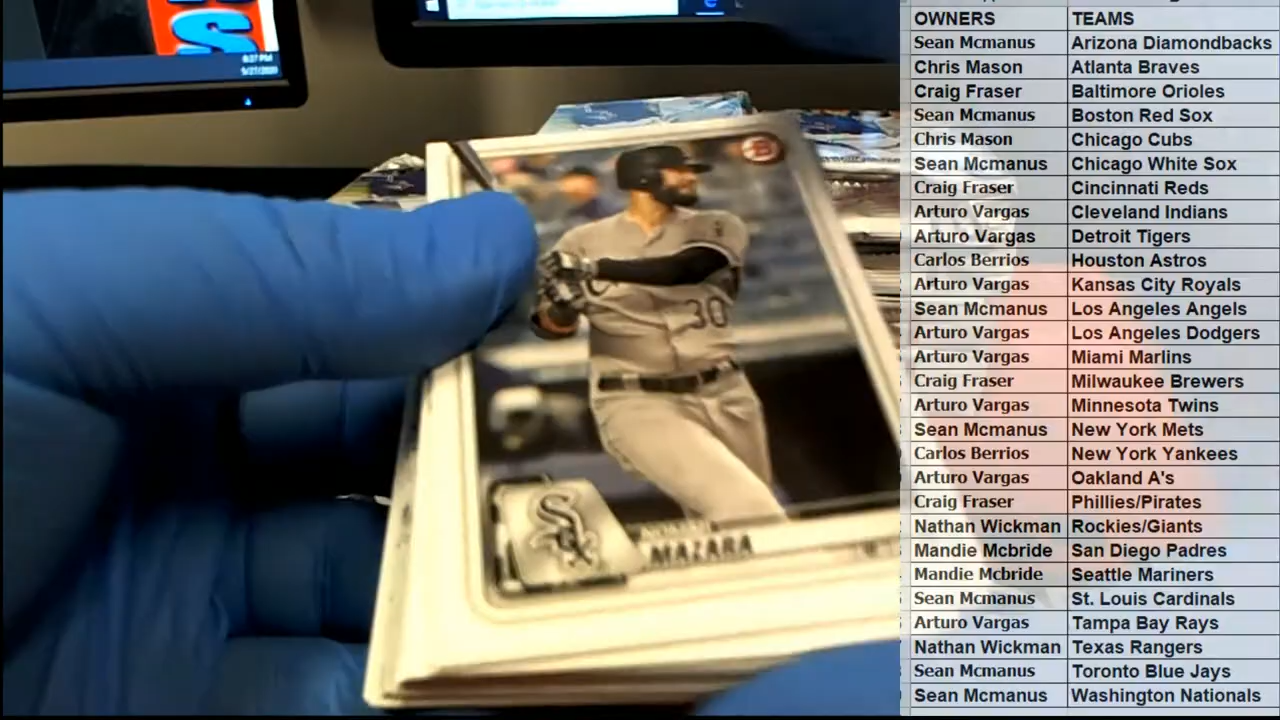 8:37 PM
9/27/2020
30
MAZARA
OWNERS TEAMS
Sean Mcmanus Arizona Diamondbacks
Chris Mason Atlanta Braves
Craig Fraser Baltimore Orioles
Sean Mcmanus Boston Red Sox
Chris Mason Chicago Cubs
Sean Mcmanus Chicago White Sox
Craig Fraser Cincinnati Reds
Arturo Vargas Cleveland Indians
Arturo Vargas Detroit Tigers
Carlos Berrios Houston Astros
Arturo Vargas Kansas City Royals
Sean Mcmanus Los Angeles Angels
Arturo Vargas Los Angeles Dodgers
Arturo Vargas Miami Marlins
Craig Fraser Milwaukee Brewers
Arturo Vargas Minnesota Twins
Sean Mcmanus New York Mets
Carlos Berrios New York Yankees
Arturo Vargas Oakland A's
Craig Fraser Phillies/Pirates
Nathan Wickman Rockies/Giants
Mandie Mcbride San Diego Padres
Mandie Mcbride Seattle Mariners
Sean Mcmanus St. Louis Cardinals
Arturo Vargas Tampa Bay Rays
Nathan Wickman Texas Rangers
Sean Mcmanus Toronto Blue Jays
Sean Mcmanus Washington Nationals